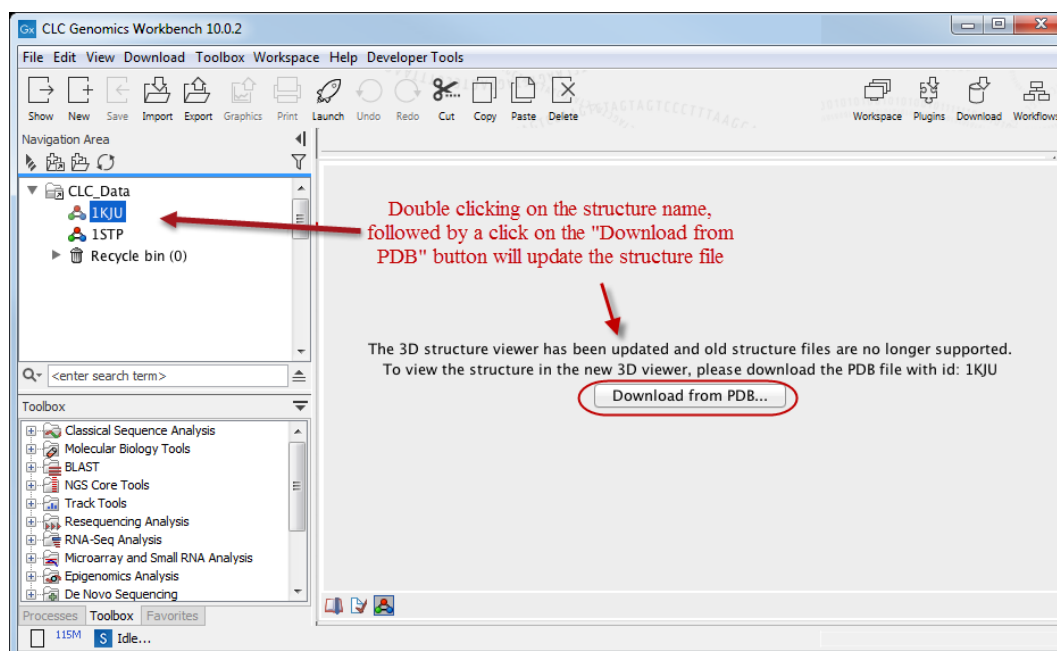 CLC Genomics Workbench 10.0.2
File Edit View Download Toolbox Workspace Help Developer Tools
Show New Save Import Export Graphics Print Launch Undo Redo Cut Copy Paste Delete Workspace Plugins Download Workflows
Navigation Area
CLC_Data
1KJU
1STP
Recycle bin (0)
Double clicking on the structure name,
followed by a click on the "Download from
PDB" button will update the structure file
The 3D structure viewer has been updated and old structure files are no longer supported.
To view the structure in the new 3D viewer, please download the PDB file with id: 1KJU
Download from PDB...
<enter search term>
Toolbox
Classical Sequence Analysis
Molecular Biology Tools
BLAST
NGS Core Tools
Track Tools
Resequencing Analysis
RNA-Seq Analysis
Microarray and Small RNA Analysis
Epigenomics Analysis
De Novo Sequencing
Processes Toolbox Favorites
115M S Idle...